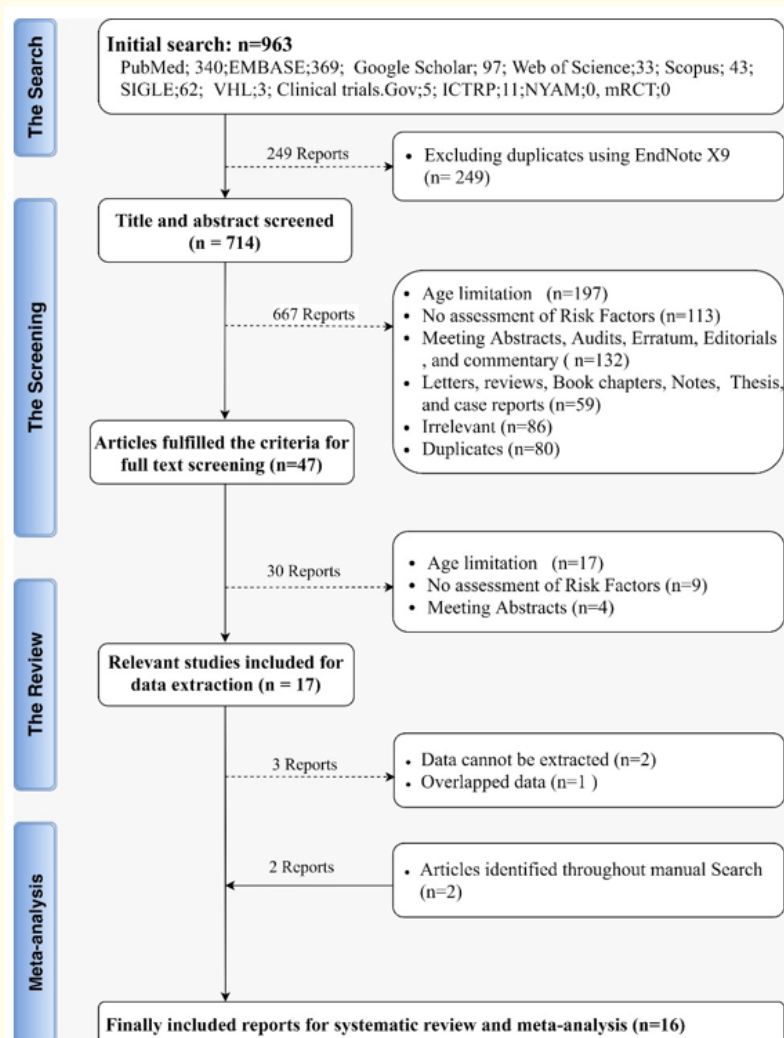 The Search
Initial search: n=963
PubMed; 340;EMBASE;369; Google Scholar; 97; Web of Science;33; Scopus; 43;
SIGLE;62; VHL;3; Clinical trials.Gov;5; ICTRP;11;NYAM;0, mRCT;0
249 Reports
• Excluding duplicates using EndNote X9
(n= 249)
The Screening
Title and abstract screened
(n = 714)
667 Reports
• Age limitation (n=197)
• No assessment of Risk Factors (n=113)
• Meeting Abstracts, Audits, Erratum, Editorials
, and commentary ( n=132)
• Letters, reviews, Book chapters, Notes, Thesis,
and case reports (n=59)
• Irrelevant (n=86)
• Duplicates (n=80)
Articles fulfilled the criteria for
full text screening (n=47)
30 Reports
• Age limitation (n=17)
• No assessment of Risk Factors (n=9)
• Meeting Abstracts (n=4)
The Review
Relevant studies included for
data extraction (n = 17)
3 Reports
• Data cannot be extracted (n=2)
• Overlapped data (n=1 )
Meta-analysis
2 Reports
• Articles identified throughout manual Search
(n=2)
Finally included reports for systematic review and meta-analysis (n=16)